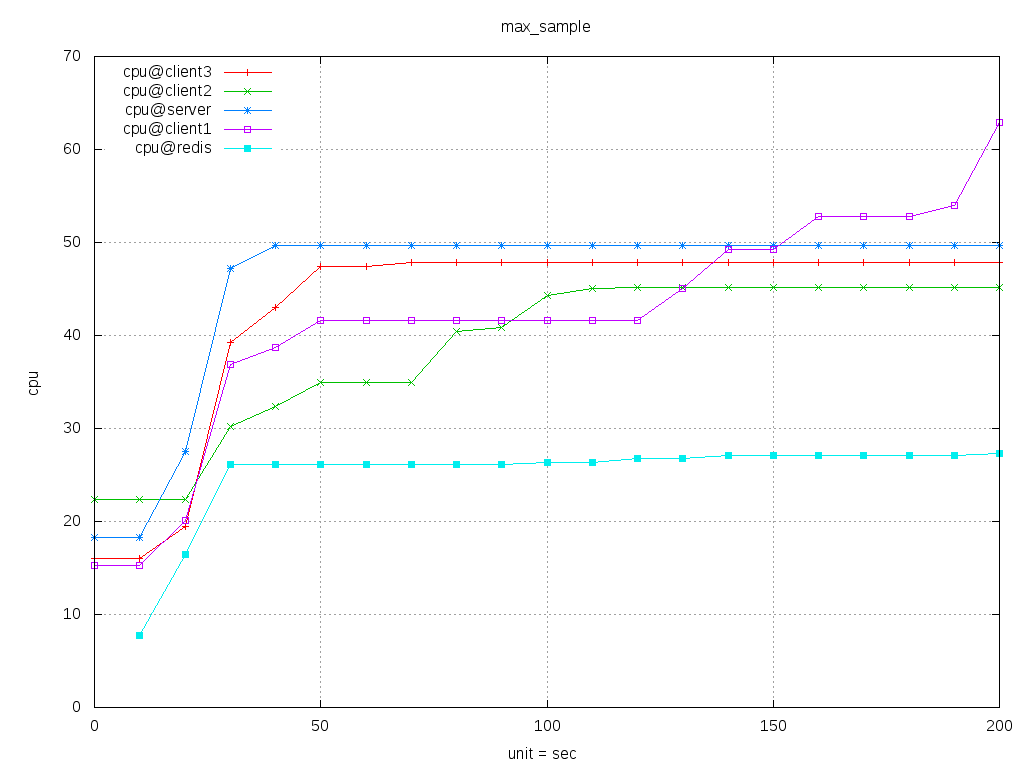 max_sample
70
60
50
40
30
20
10
0
cpu
cpu@client3
cpu@client2
cpu@server
cpu@client1
cpu@redis
0 50 100 150 200
unit = sec